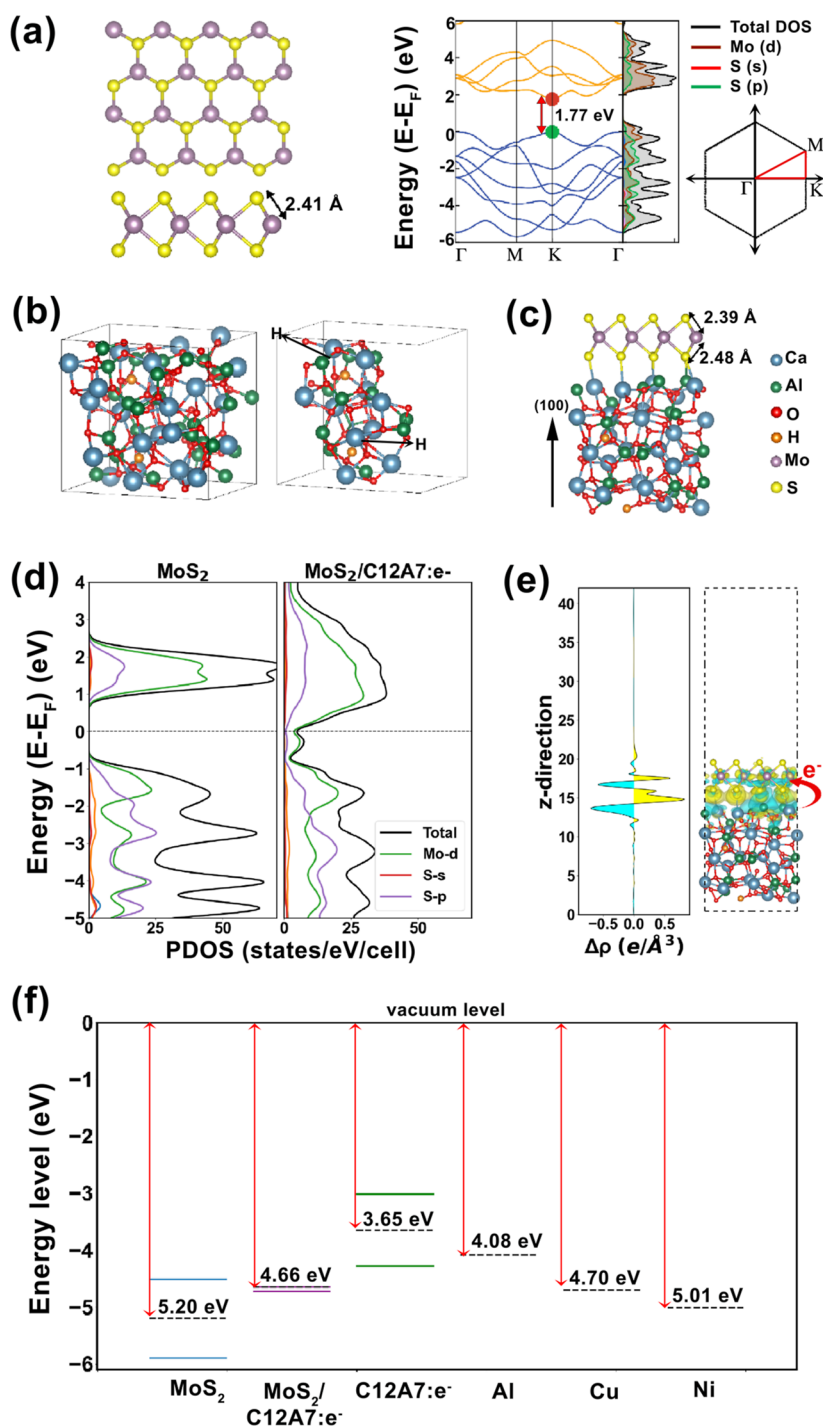 (a)
2.41 Å
Energy (E-E_F) (eV)
6
4
2
0
-2
-4
-6
1.77 eV
Γ M K Γ
Total DOS
Mo (d)
S (s)
S (p)
M
Γ
K
(b)
H
H
(c)
2.39 Å
2.48 Å
(100)
Ca
Al
O
H
Mo
S
(d)
MoS₂
MoS₂/C12A7:e-
Energy (E-E_F) (eV)
4
3
2
1
0
−1
−2
−3
−4
−5
Total
Mo-d
S-s
S-p
0 25 50 0 25 50
PDOS (states/eV/cell)
(e)
z-direction
40
35
30
25
20
15
10
5
0
−0.5 0.0 0.5
Δρ (e/Å³)
e⁻
(f)
vacuum level
Energy level (eV)
0
−1
−2
−3
−4
−5
−6
5.20 eV
4.66 eV
3.65 eV
4.08 eV
4.70 eV
5.01 eV
MoS₂
MoS₂/
C12A7:e⁻
C12A7:e⁻
Al
Cu
Ni